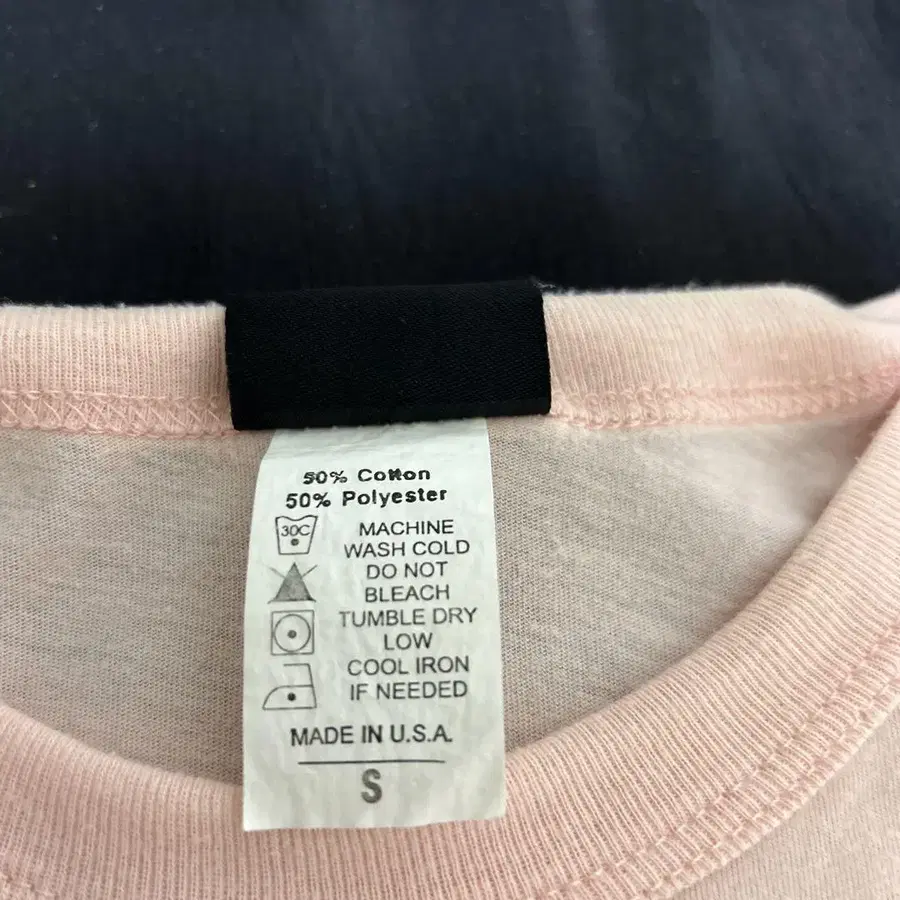 50% Cotton
50% Polyester
30C
MACHINE
WASH COLD
DO NOT
BLEACH
TUMBLE DRY
LOW
COOL IRON
IF NEEDED
MADE IN U.S.A.
S